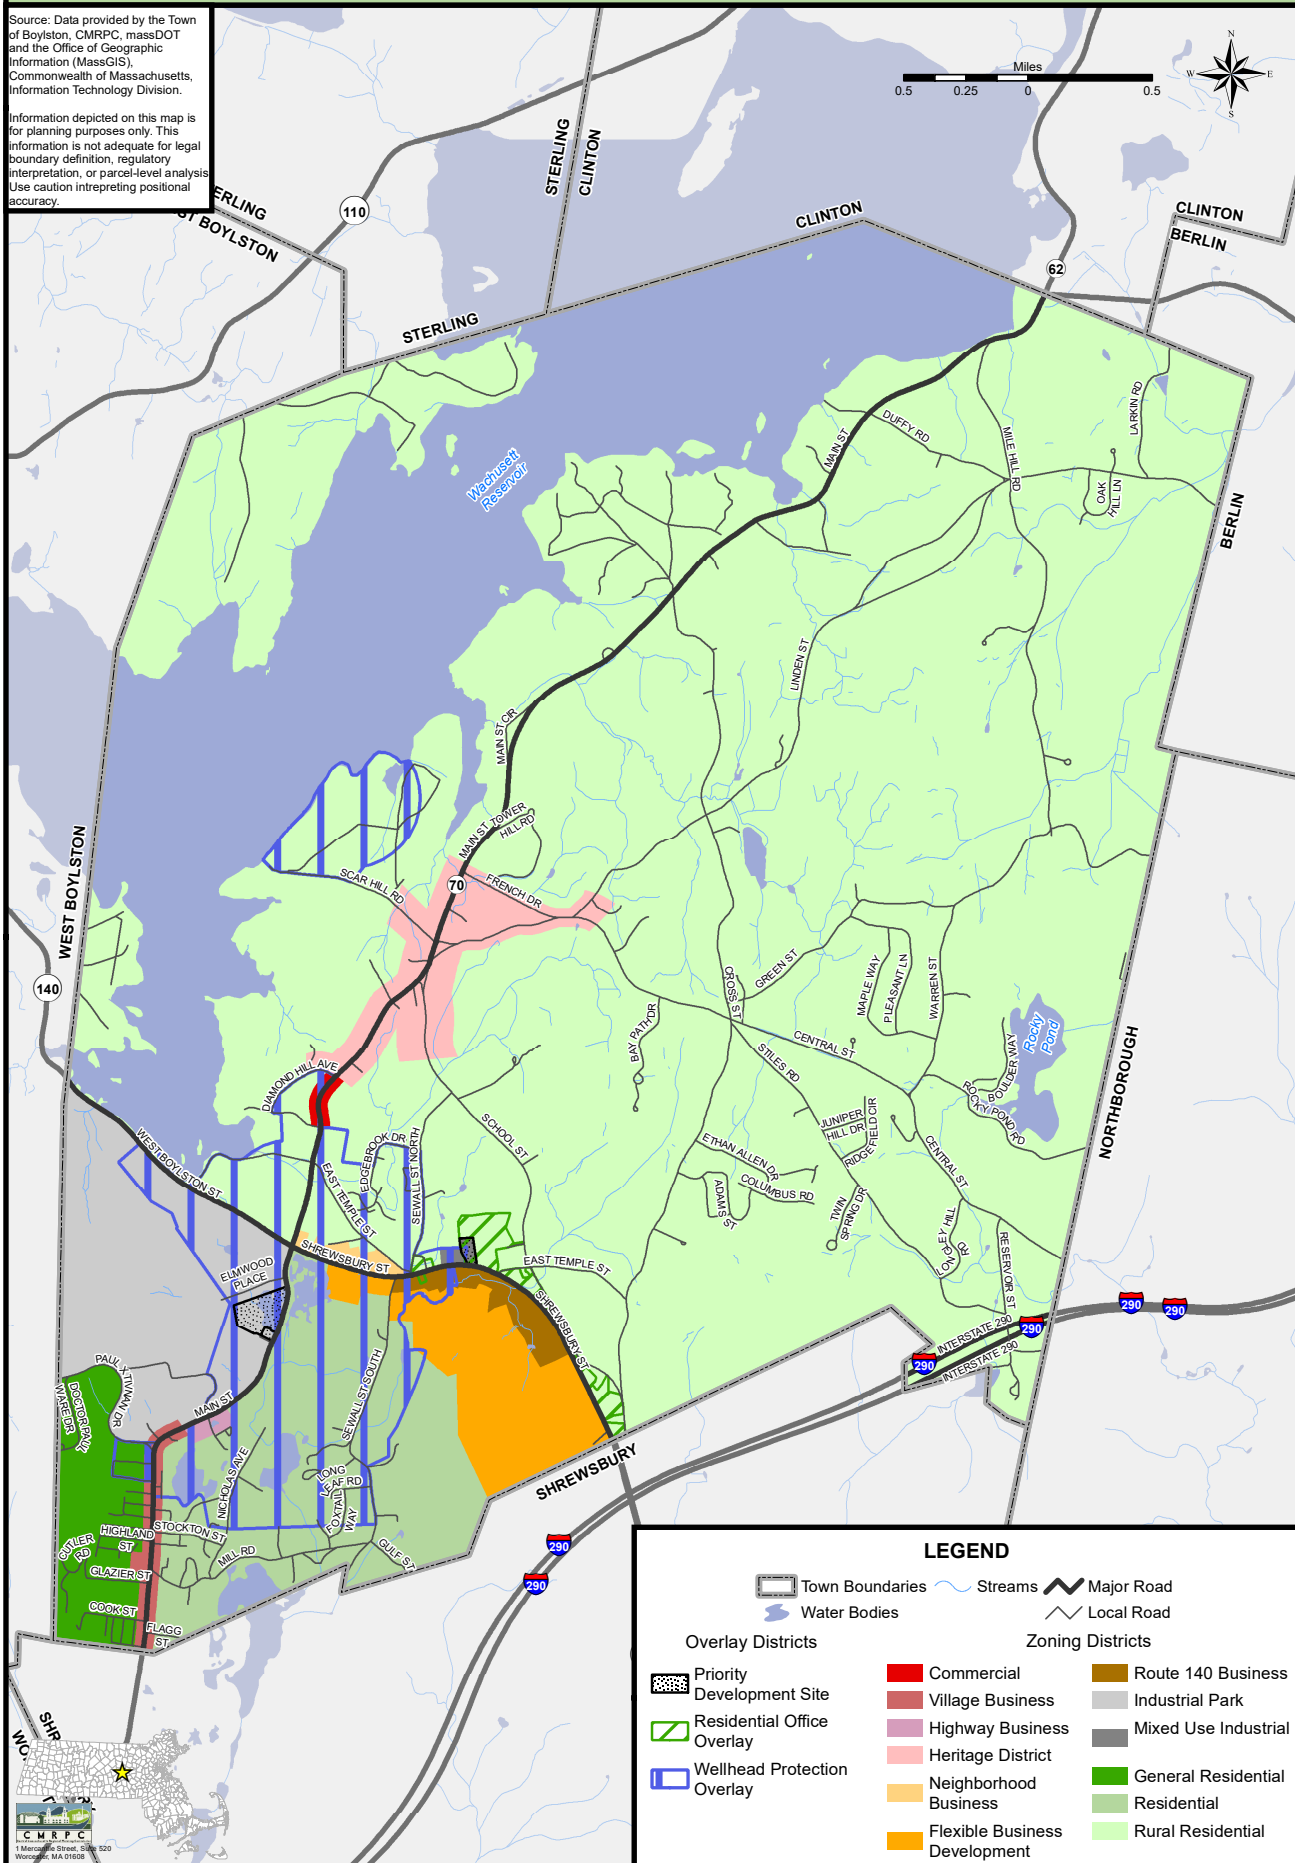 Source: Data provided by the Town
of Boylston, CMRPC, massDOT
and the Office of Geographic
Information (MassGIS),
Commonwealth of Massachusetts,
Information Technology Division.
Information depicted on this map is
for planning purposes only. This
information is not adequate for legal
boundary definition, regulatory
interpretation, or parcel-level analysis
Use caution intrepreting positional
accuracy.
Miles
0.5 0.25 0 0.5
N
W E
S
STERLING
CLINTON
ERLING
ST BOYLSTON
110
CLINTON
CLINTON
BERLIN
62
STERLING
LARKIN RD
DUFFY RD
MAIN ST
MILE HILL RD
OAK
HILL LN
Wachusett
Reservoir
BERLIN
LINDEN ST
MAIN ST CIR
MAIN ST
TOWER
HILL RD
WEST BOYLSTON
SCAR HILL RD
70
FRENCH DR
140
CROSS ST
GREEN ST
MAPLE WAY
PLEASANT LN
WARREN ST
BAY PATH DR
CENTRAL ST
STILES RD
Rocky
Pond
BOULDER WAY
ROCKY POND RD
NORTHBOROUGH
DIAMOND HILL AVE
WEST BOYLSTON ST
EDGEBROOK DR
SEWALL ST NORTH
SCHOOL ST
EAST TEMPLE ST
JUNIPER
HILL DR
RIDGEFIELD CIR
ETHAN ALLEN DR
COLUMBUS RD
ADAMS ST
TWIN
SPRING DR
CENTRAL ST
LONGLEY HILL
RD
RESERVOIR ST
SHREWSBURY ST
EAST TEMPLE ST
ELMWOOD
PLACE
SHREWSBURY ST
290
290
290
INTERSTATE 290
290
INTERSTATE 290
PAUL X TIVNAN DR
DOCTOR PAUL
WARE DR
MAIN ST
SEWALL ST SOUTH
NICHOLAS AVE
LONG
LEAF RD
FOXTAIL
WAY
SHREWSBURY
HIGHLAND
ST
STOCKTON ST
CUTLER
RD
MILL RD
GULF ST
GLAZIER ST
COOK ST
FLAGG
ST
290
290
LEGEND
Town Boundaries Streams Major Road
Water Bodies Local Road
Overlay Districts
Priority
Development Site
Residential Office
Overlay
Wellhead Protection
Overlay
Zoning Districts
Commercial
Village Business
Highway Business
Heritage District
Neighborhood
Business
Flexible Business
Development
Route 140 Business
Industrial Park
Mixed Use Industrial
General Residential
Residential
Rural Residential
SHR
WO
CMRPC
1 Mercantile Street, Suite 520
Worcester, MA 01608